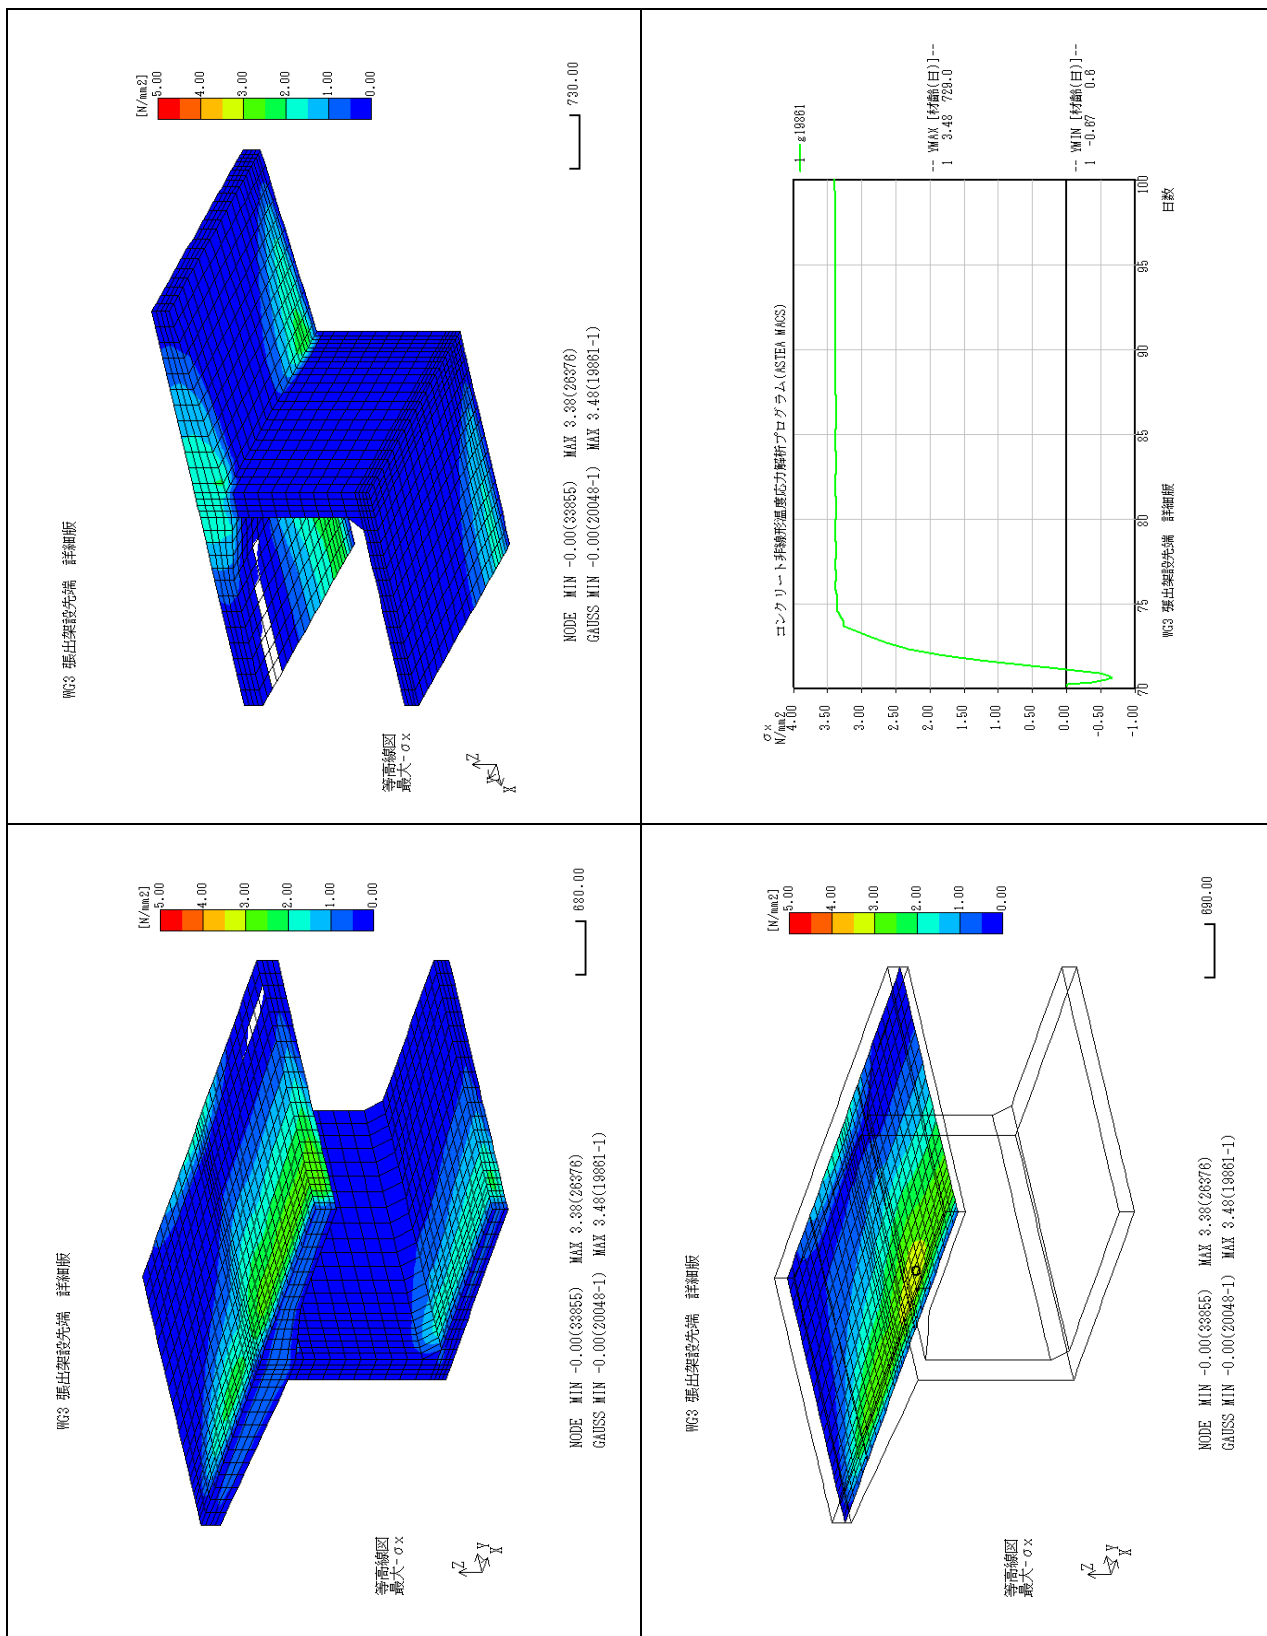 WG3 張出架設先端 詳細版
[N/mm2]
5.00
4.00
3.00
2.00
1.00
0.00
等高線図
最大-σx
Z
Y
X
680.00
NODE MIN -0.00(33855) MAX 3.38(26376)
GAUSS MIN -0.00(20048-1) MAX 3.48(19861-1)
WG3 張出架設先端 詳細版
[N/mm2]
5.00
4.00
3.00
2.00
1.00
0.00
等高線図
最大-σx
Z
Y
X
730.00
NODE MIN -0.00(33855) MAX 3.38(26376)
GAUSS MIN -0.00(20048-1) MAX 3.48(19861-1)
WG3 張出架設先端 詳細版
[N/mm2]
5.00
4.00
3.00
2.00
1.00
0.00
等高線図
最大-σx
Z
Y
X
690.00
NODE MIN -0.00(33855) MAX 3.38(26376)
GAUSS MIN -0.00(20048-1) MAX 3.48(19861-1)
コンクリート非線形温度応力解析プログラム(ASTEA MACS)
σx
N/mm2
4.00
3.50
3.00
2.50
2.00
1.50
1.00
0.50
0.00
-0.50
-1.00
70 75 80 85 90 95 100
日数
1 g19861
-- YMAX [材齢(日)]--
1 3.48 729.0
-- YMIN [材齢(日)]--
1 -0.67 0.6
WG3 張出架設先端 詳細版